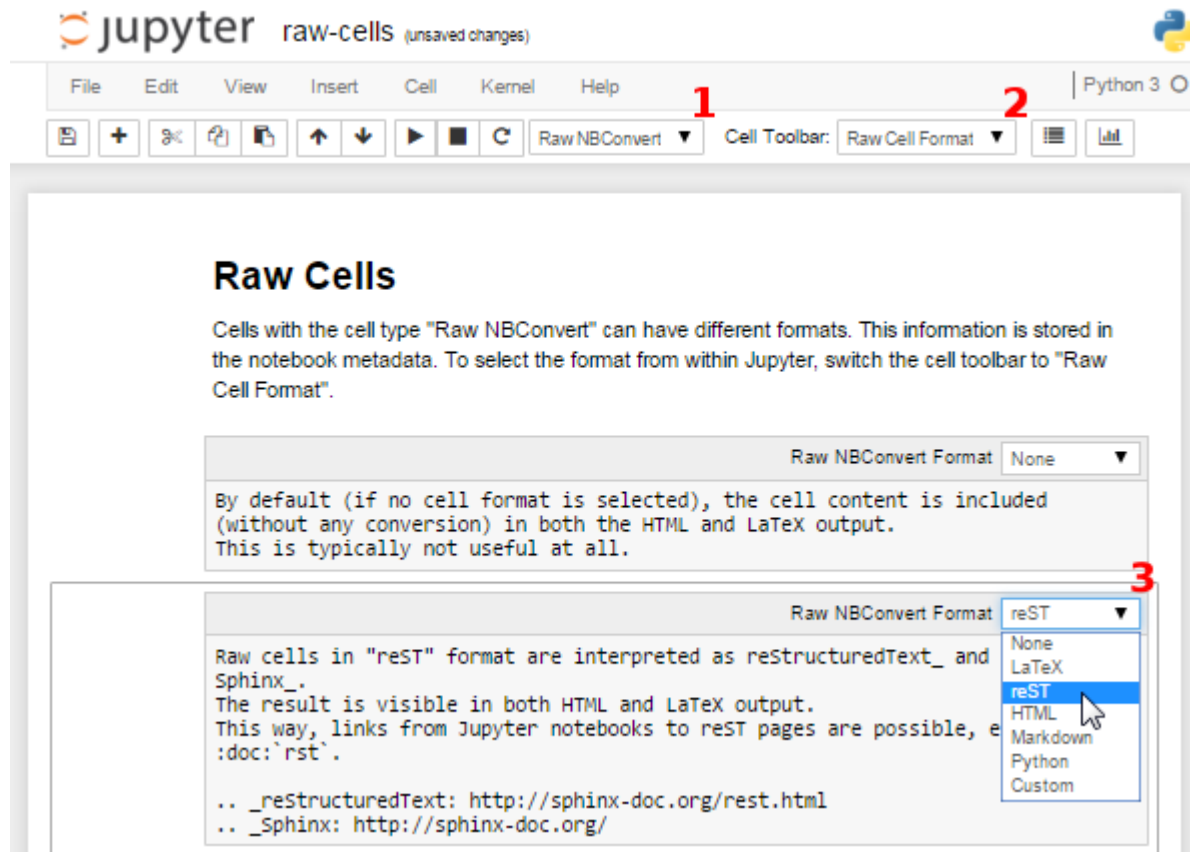 jupyter raw-cells (unsaved changes)
File Edit View Insert Cell Kernel Help 1 2 Python 3
Raw NBConvert Cell Toolbar: Raw Cell Format
Raw Cells
Cells with the cell type "Raw NBConvert" can have different formats. This information is stored in
the notebook metadata. To select the format from within Jupyter, switch the cell toolbar to "Raw
Cell Format".
Raw NBConvert Format None
By default (if no cell format is selected), the cell content is included
(without any conversion) in both the HTML and LaTeX output.
This is typically not useful at all.
3
Raw NBConvert Format reST
Raw cells in "reST" format are interpreted as reStructuredText_ and
Sphinx_.
The result is visible in both HTML and LaTeX output.
This way, links from Jupyter notebooks to reST pages are possible, e
:doc:`rst`.
.. _reStructuredText: http://sphinx-doc.org/rest.html
.. _Sphinx: http://sphinx-doc.org/
None
LaTeX
reST
HTML
Markdown
Python
Custom